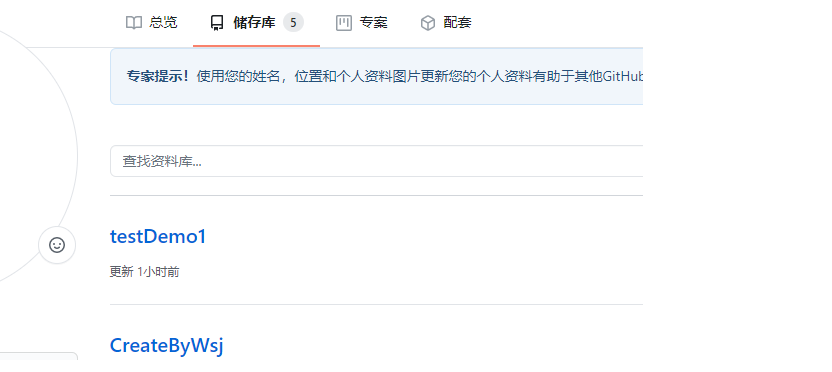 总览 储存库 5 专案 配套
专家提示！使用您的姓名，位置和个人资料图片更新您的个人资料有助于其他GitHub
查找资料库...
testDemo1
更新 1小时前
CreateByWsj